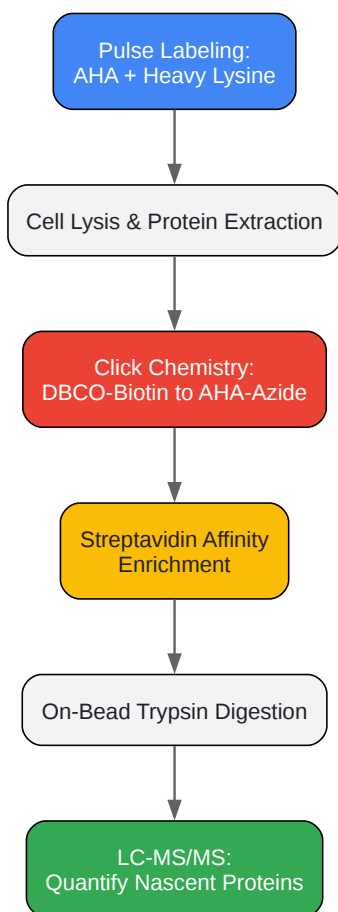 Pulse Labeling:
AHA + Heavy Lysine
Cell Lysis & Protein Extraction
Click Chemistry:
DBCO-Biotin to AHA-Azide
Streptavidin Affinity
Enrichment
On-Bead Trypsin Digestion
LC-MS/MS:
Quantify Nascent Proteins